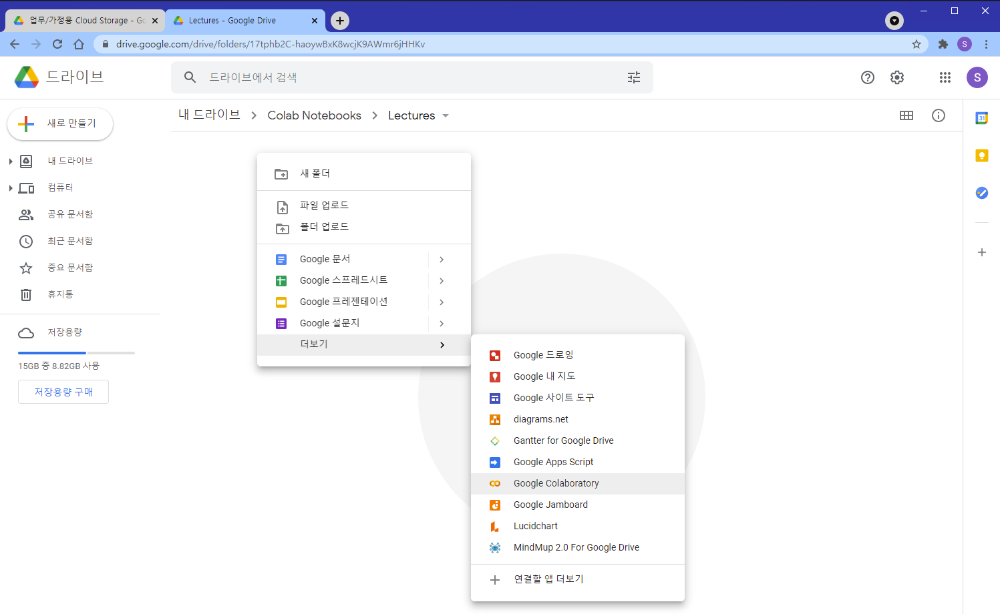 업무/가정용 Cloud Storage - Go
Lectures - Google Drive
drive.google.com/drive/folders/17tphb2C-haoywBxK8wcjK9AWmr6jHHKv
S
드라이브
드라이브에서 검색
S
내 드라이브
Colab Notebooks
Lectures
31
새로 만들기
내 드라이브
컴퓨터
공유 문서함
최근 문서함
중요 문서함
휴지통
저장용량
15GB 중 8.82GB 사용
저장용량 구매
새 폴더
파일 업로드
폴더 업로드
Google 문서
Google 스프레드시트
Google 프레젠테이션
Google 설문지
더보기
Google 드로잉
Google 내 지도
Google 사이트 도구
diagrams.net
Gantter for Google Drive
Google Apps Script
Google Colaboratory
Google Jamboard
Lucidchart
MindMup 2.0 For Google Drive
연결할 앱 더보기